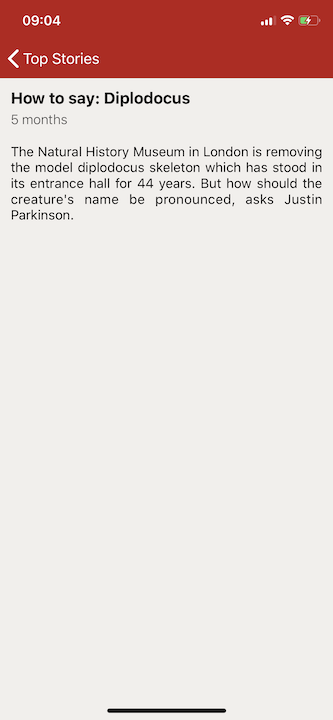 09:04
Top Stories
How to say: Diplodocus
5 months
The Natural History Museum in London is removing
the model diplodocus skeleton which has stood in
its entrance hall for 44 years. But how should the
creature's name be pronounced, asks Justin
Parkinson.